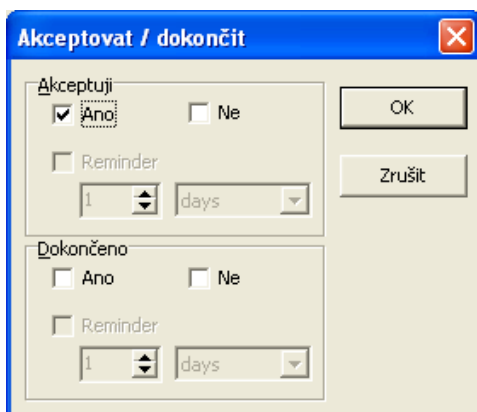 Akceptovat / dokončit
Akceptuji
Ano Ne
OK
Reminder
Zrušit
1 days
Dokončeno
Ano Ne
Reminder
1 days